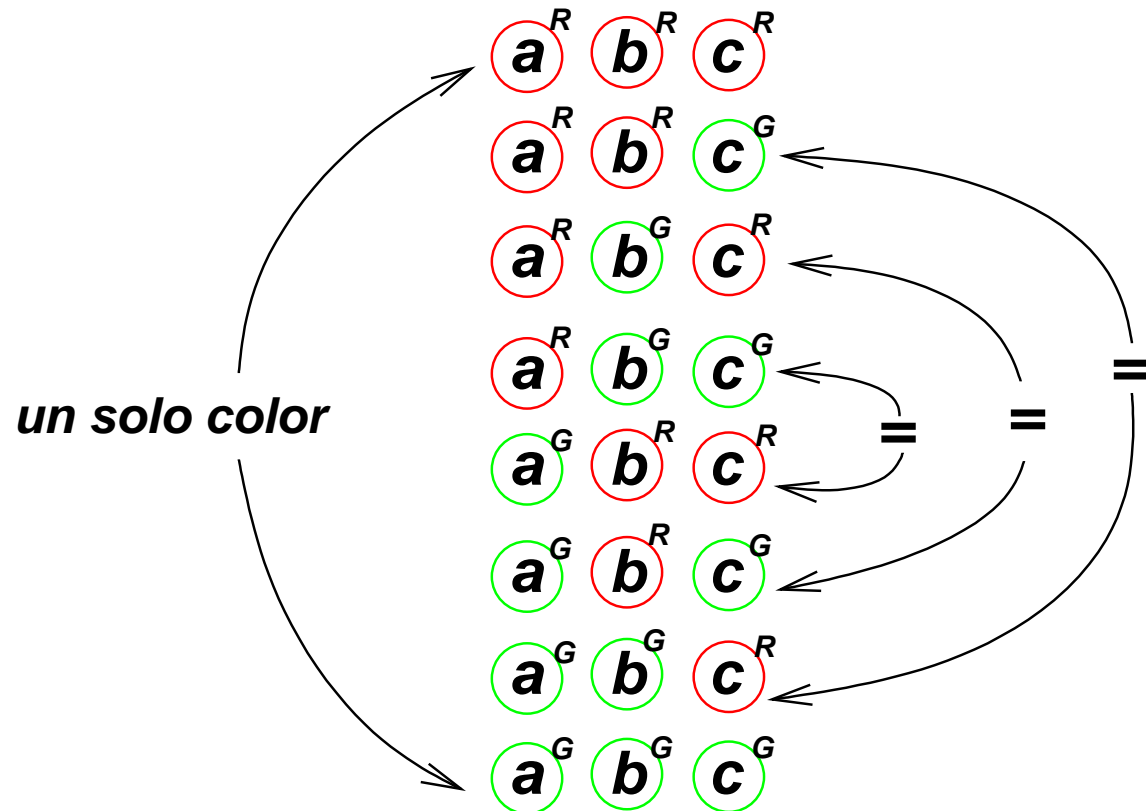 a^R b^R c^R
a^R b^R c^G
a^R b^G c^R
a^R b^G c^G
=
un solo color
=
=
a^G b^R c^R
a^G b^R c^G
a^G b^G c^R
a^G b^G c^G